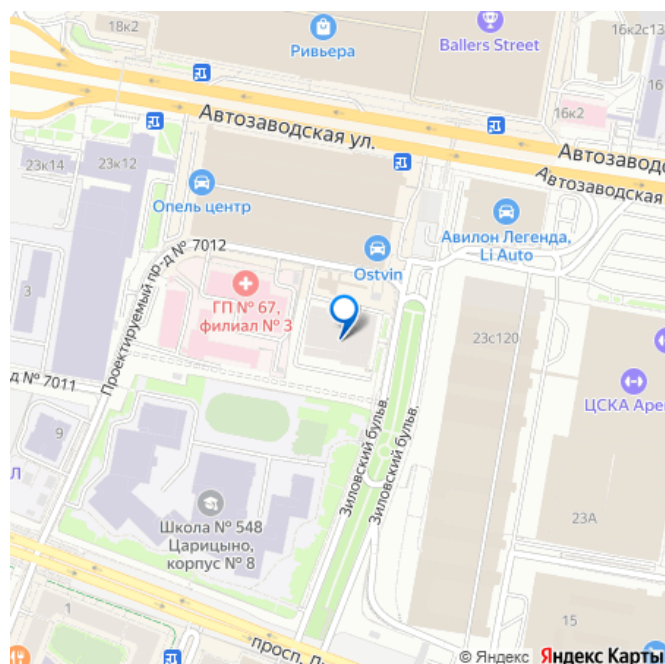 18к2
Ривьера
Ballers Street
16к2с13
16
16к2
Автозаводская ул.
Автозаводс
Автозаводская
23к14
23к12
Опель центр
Авилон Легенда,
Li Auto
Ostvin
Проектируемый пр-д № 7012
3
ГП № 67,
филиал № 3
23с120
ЦСКА Аре
д № 7011
9
Л
Зиловский бульв.
Зиловский бульв.
Школа № 548
Царицыно,
корпус № 8
23А
1
15
просп. Л
© Яндекс Яндекс Карты